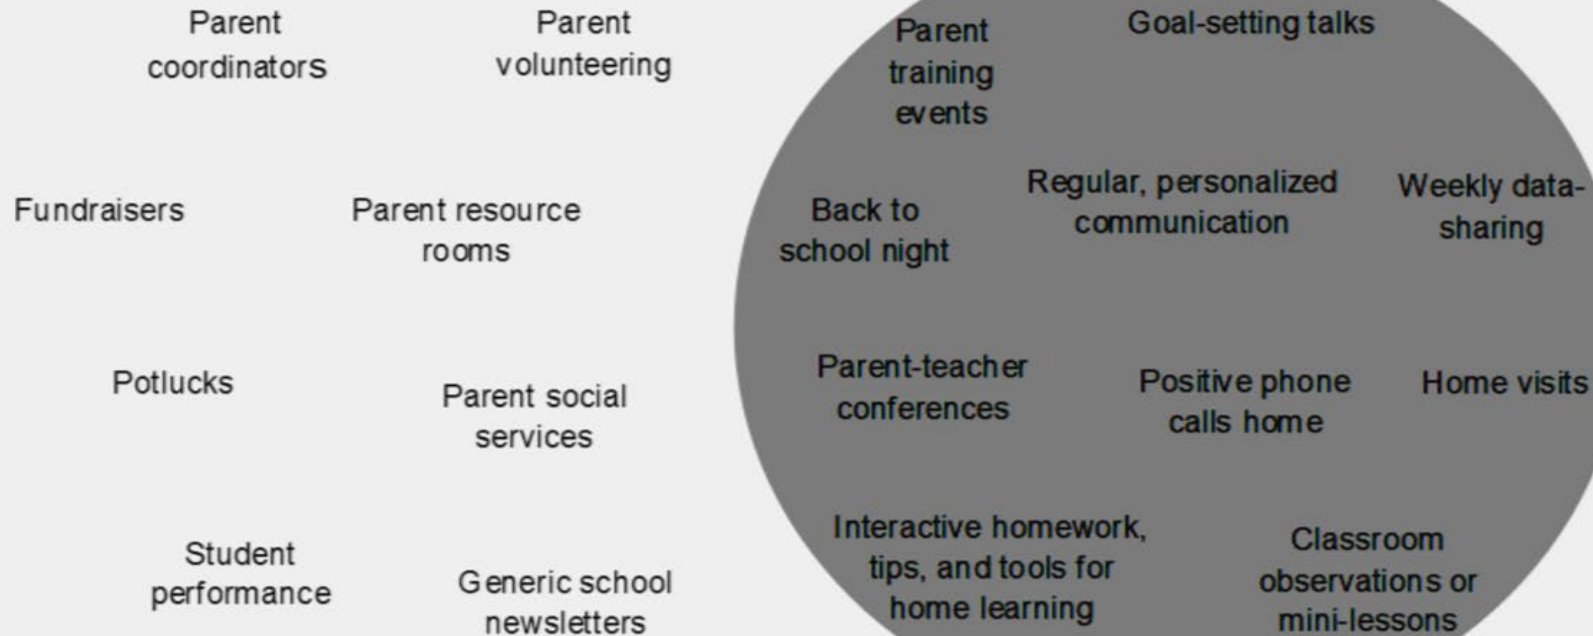 Parent
coordinators
Parent
volunteering
Parent
training
events
Goal-setting talks
Fundraisers
Parent resource
rooms
Back to
school night
Regular, personalized
communication
Weekly data-
sharing
Potlucks
Parent social
services
Parent-teacher
conferences
Positive phone
calls home
Home visits
Student
performance
Generic school
newsletters
Interactive homework,
tips, and tools for
home learning
Classroom
observations or
mini-lessons